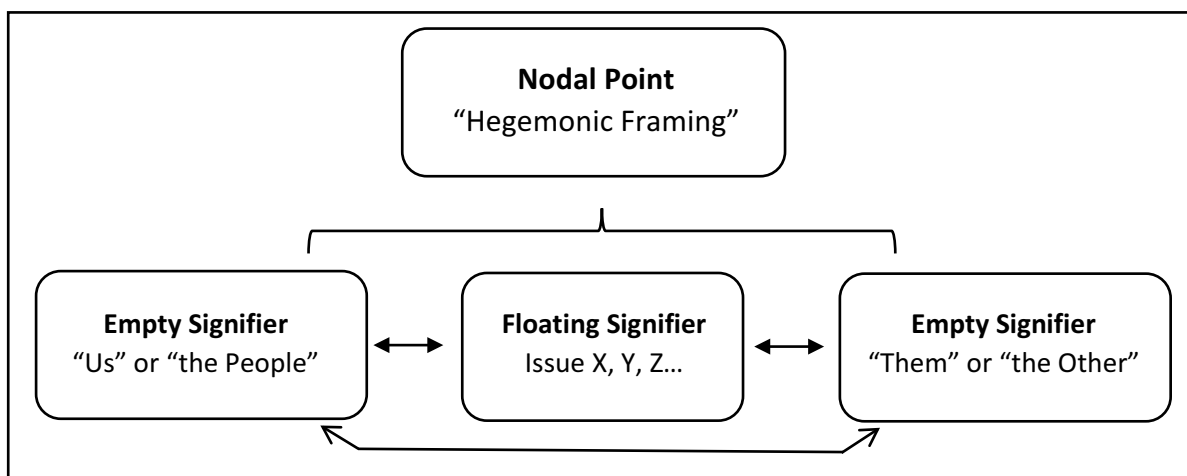 Nodal Point
“Hegemonic Framing”
Empty Signifier
“Us” or “the People”
Floating Signifier
Issue X, Y, Z…
Empty Signifier
“Them” or “the Other”